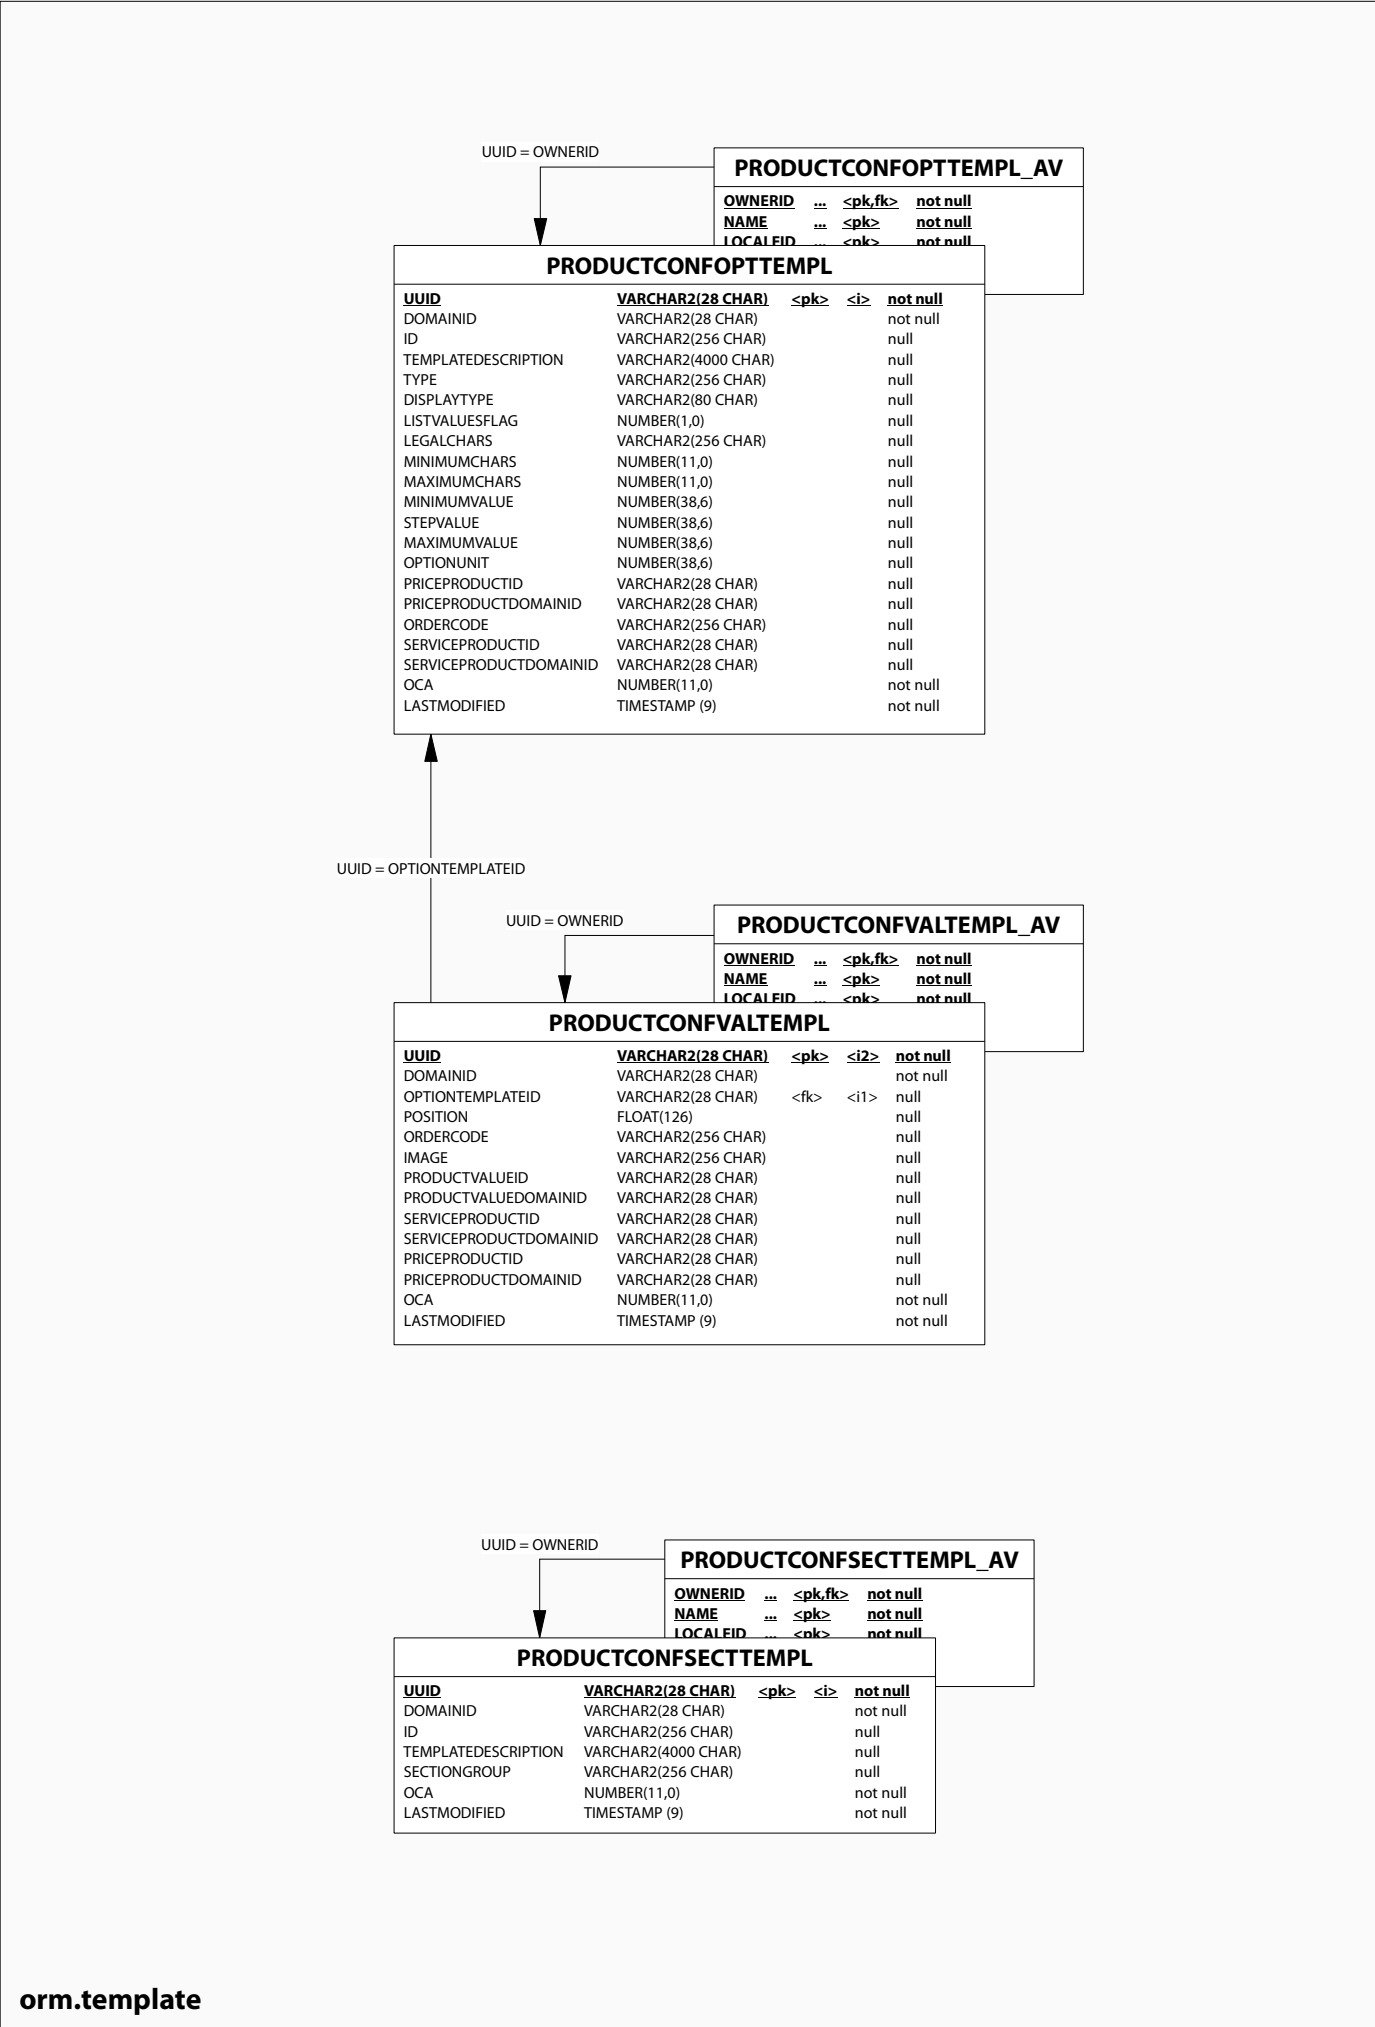 UUID = OWNERID
PRODUCTCONFOPTTEMPL_AV
OWNERID ... <pk,fk> not null
NAME ... <pk> not null
LOCALEID ... <pk> not null
PRODUCTCONFOPTTEMPL
UUID VARCHAR2(28 CHAR) <pk> <i> not null
DOMAINID VARCHAR2(28 CHAR) not null
ID VARCHAR2(256 CHAR) null
TEMPLATEDESCRIPTION VARCHAR2(4000 CHAR) null
TYPE VARCHAR2(256 CHAR) null
DISPLAYTYPE VARCHAR2(80 CHAR) null
LISTVALUESFLAG NUMBER(1,0) null
LEGALCHARS VARCHAR2(256 CHAR) null
MINIMUMCHARS NUMBER(11,0) null
MAXIMUMCHARS NUMBER(11,0) null
MINIMUMVALUE NUMBER(38,6) null
STEPVALUE NUMBER(38,6) null
MAXIMUMVALUE NUMBER(38,6) null
OPTIONUNIT NUMBER(38,6) null
PRICEPRODUCTID VARCHAR2(28 CHAR) null
PRICEPRODUCTDOMAINID VARCHAR2(28 CHAR) null
ORDERCODE VARCHAR2(256 CHAR) null
SERVICEPRODUCTID VARCHAR2(28 CHAR) null
SERVICEPRODUCTDOMAINID VARCHAR2(28 CHAR) null
OCA NUMBER(11,0) not null
LASTMODIFIED TIMESTAMP (9) not null
UUID = OPTIONTEMPLATEID
UUID = OWNERID
PRODUCTCONFVALTEMPL_AV
OWNERID ... <pk,fk> not null
NAME ... <pk> not null
LOCALEID ... <pk> not null
PRODUCTCONFVALTEMPL
UUID VARCHAR2(28 CHAR) <pk> <i2> not null
DOMAINID VARCHAR2(28 CHAR) not null
OPTIONTEMPLATEID VARCHAR2(28 CHAR) <fk> <i1> null
POSITION FLOAT(126) null
ORDERCODE VARCHAR2(256 CHAR) null
IMAGE VARCHAR2(256 CHAR) null
PRODUCTVALUEID VARCHAR2(28 CHAR) null
PRODUCTVALUEDOMAINID VARCHAR2(28 CHAR) null
SERVICEPRODUCTID VARCHAR2(28 CHAR) null
SERVICEPRODUCTDOMAINID VARCHAR2(28 CHAR) null
PRICEPRODUCTID VARCHAR2(28 CHAR) null
PRICEPRODUCTDOMAINID VARCHAR2(28 CHAR) null
OCA NUMBER(11,0) not null
LASTMODIFIED TIMESTAMP (9) not null
UUID = OWNERID
PRODUCTCONFSECTTEMPL_AV
OWNERID ... <pk,fk> not null
NAME ... <pk> not null
LOCALEID ... <pk> not null
PRODUCTCONFSECTTEMPL
UUID VARCHAR2(28 CHAR) <pk> <i> not null
DOMAINID VARCHAR2(28 CHAR) not null
ID VARCHAR2(256 CHAR) null
TEMPLATEDESCRIPTION VARCHAR2(4000 CHAR) null
SECTIONGROUP VARCHAR2(256 CHAR) null
OCA NUMBER(11,0) not null
LASTMODIFIED TIMESTAMP (9) not null
orm.template